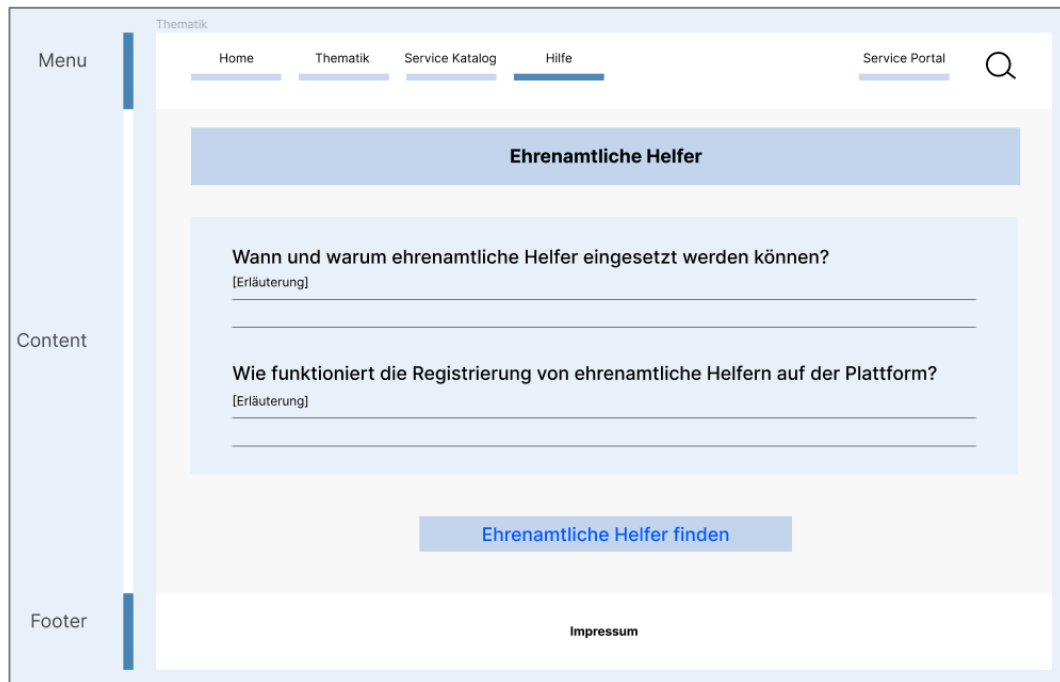 Thematik
Menu
Home Thematik Service Katalog Hilfe Service Portal
Ehrenamtliche Helfer
Wann und warum ehrenamtliche Helfer eingesetzt werden können?
[Erläuterung]
Content
Wie funktioniert die Registrierung von ehrenamtliche Helfern auf der Plattform?
[Erläuterung]
Ehrenamtliche Helfer finden
Footer
Impressum